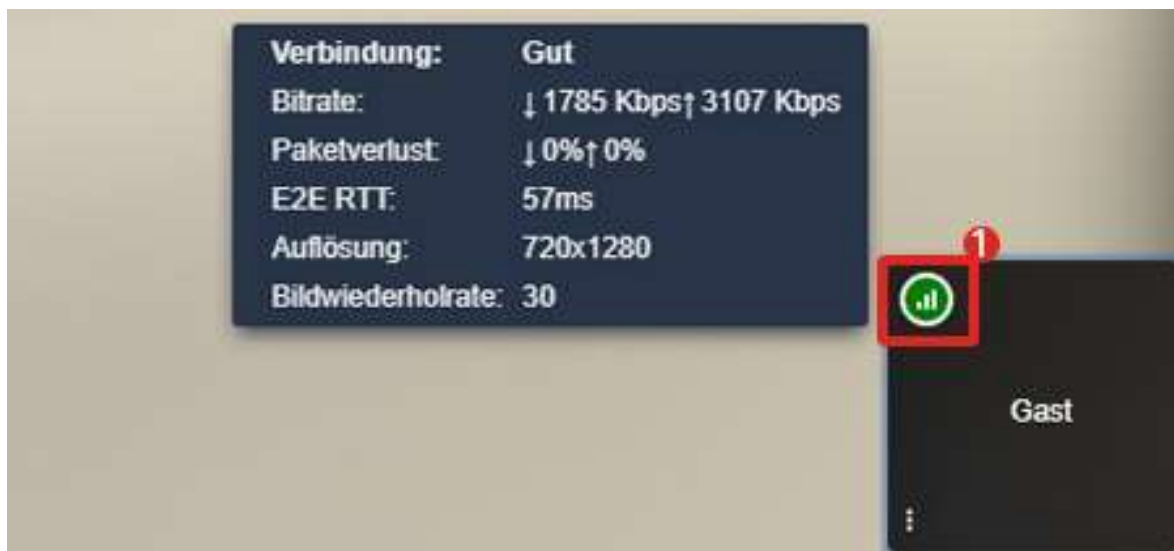 Verbindung: Gut
Bitrate: ↓ 1785 Kbps↑ 3107 Kbps
Paketverlust: ↓ 0%↑ 0%
E2E RTT: 57ms
Auflösung: 720x1280
Bildwiederholrate: 30
1
Gast